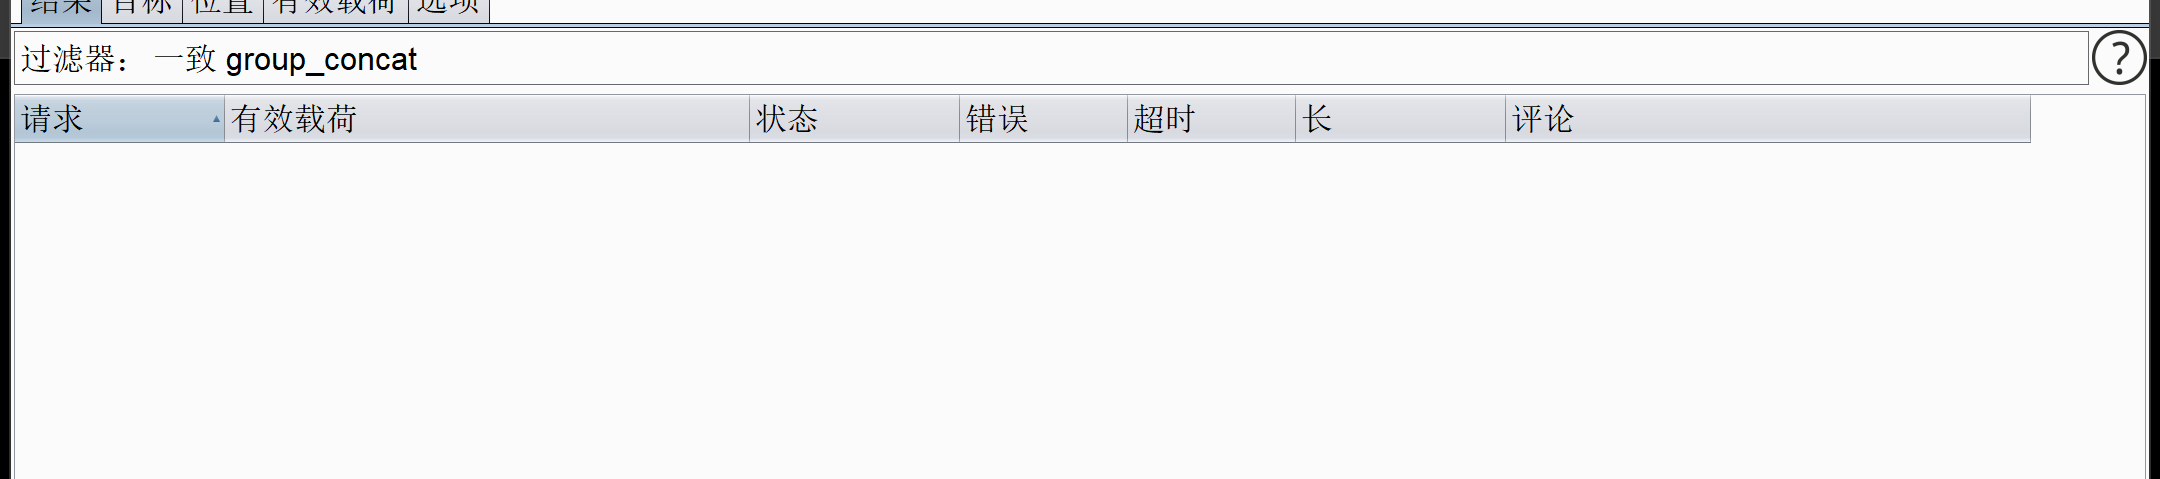 结果 目标 位置 有效载荷 选项
过滤器： 一致 group_concat ?
请求 有效载荷 状态 错误 超时 长 评论